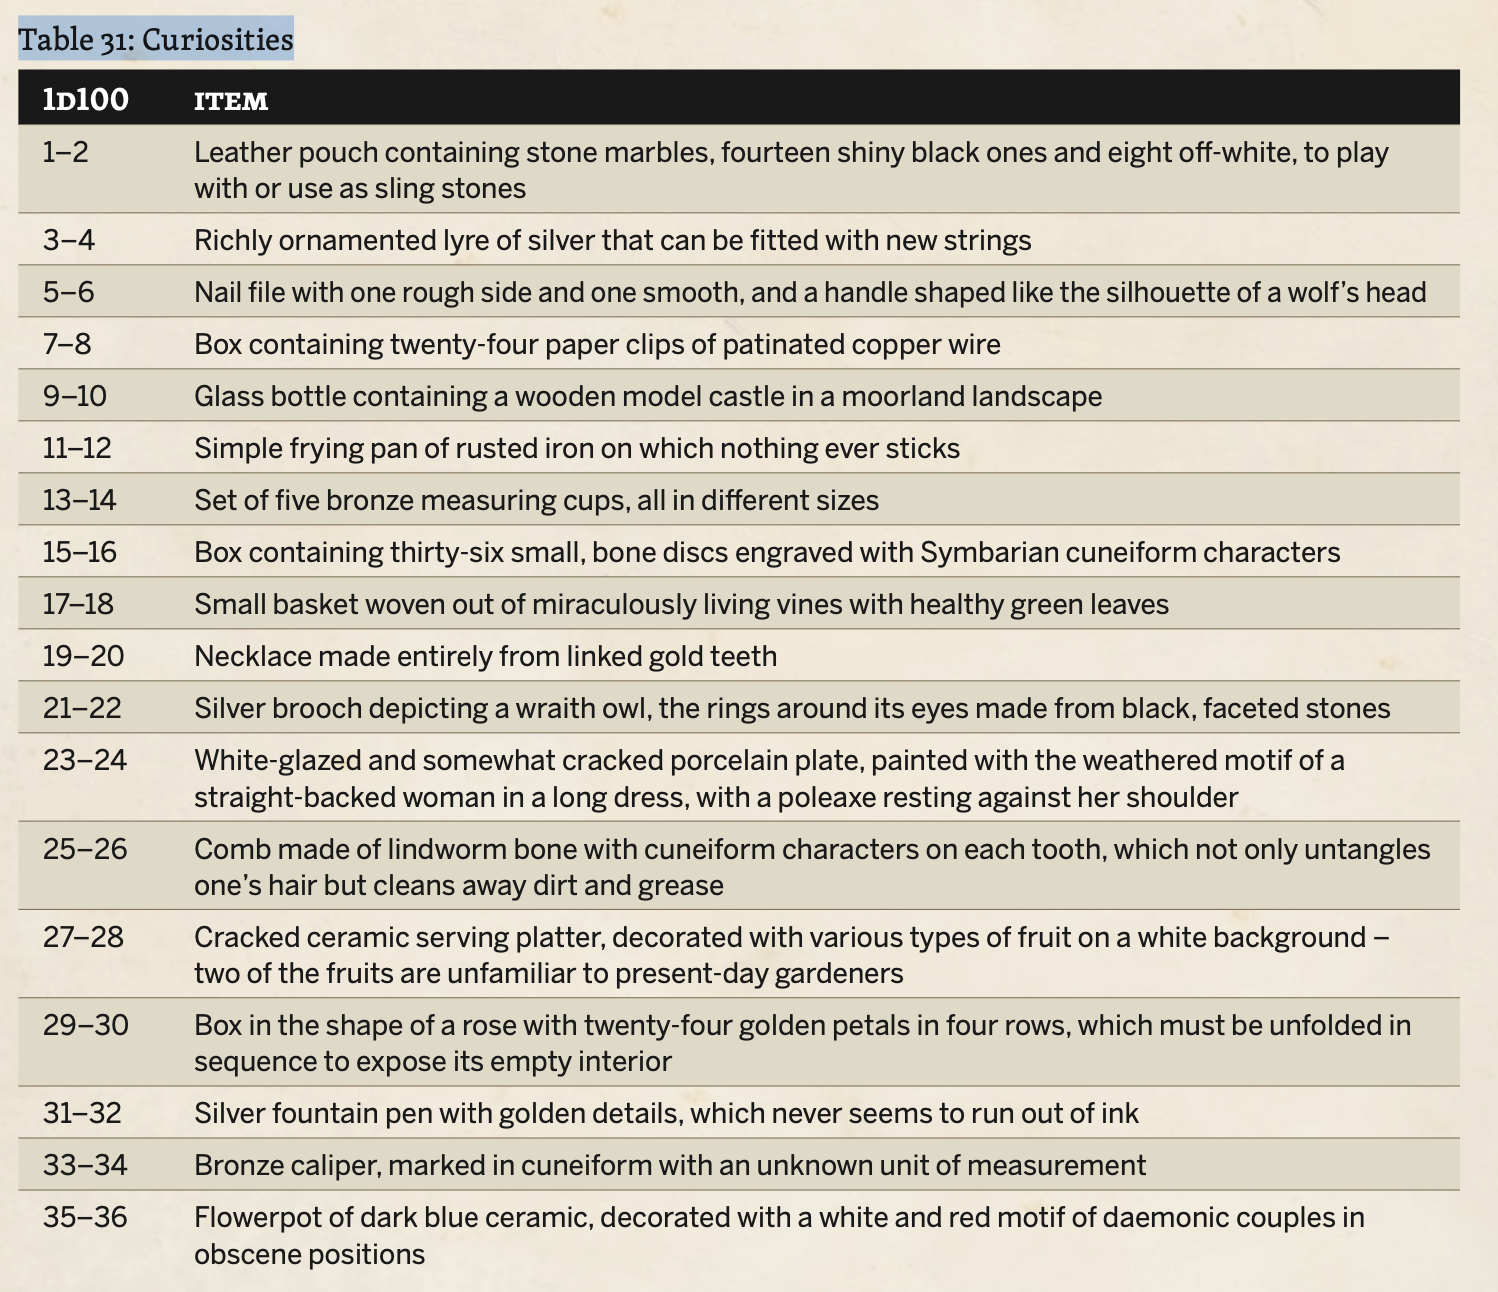 Table 31: Curiosities
1D100 ITEM
1–2 Leather pouch containing stone marbles, fourteen shiny black ones and eight off-white, to play
with or use as sling stones
3–4 Richly ornamented lyre of silver that can be fitted with new strings
5–6 Nail file with one rough side and one smooth, and a handle shaped like the silhouette of a wolf’s head
7–8 Box containing twenty-four paper clips of patinated copper wire
9–10 Glass bottle containing a wooden model castle in a moorland landscape
11–12 Simple frying pan of rusted iron on which nothing ever sticks
13–14 Set of five bronze measuring cups, all in different sizes
15–16 Box containing thirty-six small, bone discs engraved with Symbarian cuneiform characters
17–18 Small basket woven out of miraculously living vines with healthy green leaves
19–20 Necklace made entirely from linked gold teeth
21–22 Silver brooch depicting a wraith owl, the rings around its eyes made from black, faceted stones
23–24 White-glazed and somewhat cracked porcelain plate, painted with the weathered motif of a
straight-backed woman in a long dress, with a poleaxe resting against her shoulder
25–26 Comb made of lindworm bone with cuneiform characters on each tooth, which not only untangles
one’s hair but cleans away dirt and grease
27–28 Cracked ceramic serving platter, decorated with various types of fruit on a white background –
two of the fruits are unfamiliar to present-day gardeners
29–30 Box in the shape of a rose with twenty-four golden petals in four rows, which must be unfolded in
sequence to expose its empty interior
31–32 Silver fountain pen with golden details, which never seems to run out of ink
33–34 Bronze caliper, marked in cuneiform with an unknown unit of measurement
35–36 Flowerpot of dark blue ceramic, decorated with a white and red motif of daemonic couples in
obscene positions